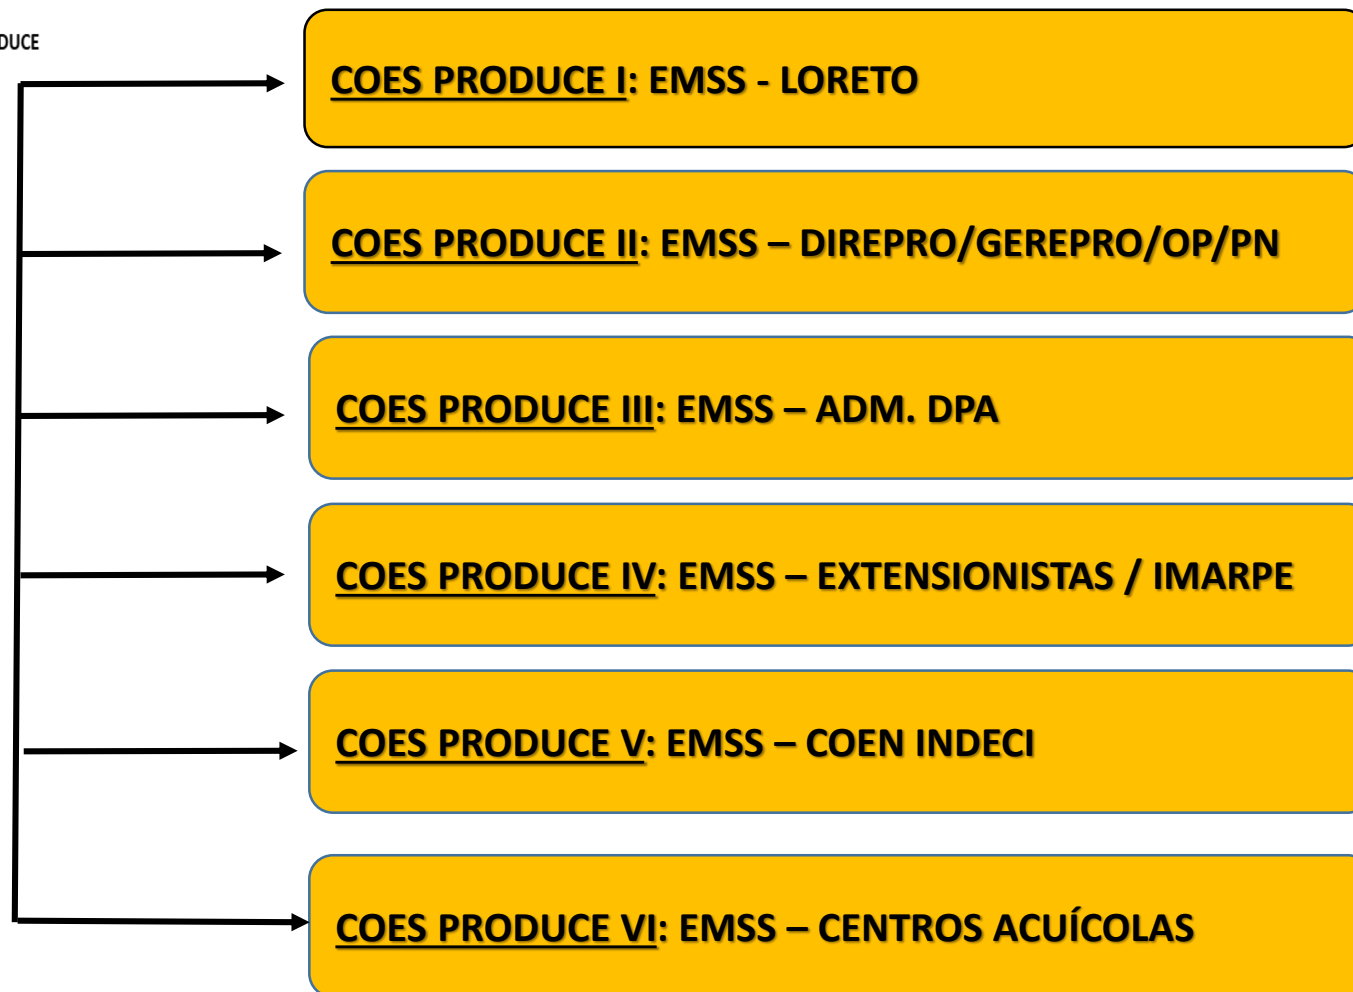 COES PRODUCE I: EMSS - LORETO
COES PRODUCE II: EMSS – DIREPRO/GEREPRO/OP/PN
COES PRODUCE III: EMSS – ADM. DPA
COES PRODUCE IV: EMSS – EXTENSIONISTAS / IMARPE
COES PRODUCE V: EMSS – COEN INDECI
COES PRODUCE VI: EMSS – CENTROS ACUÍCOLAS